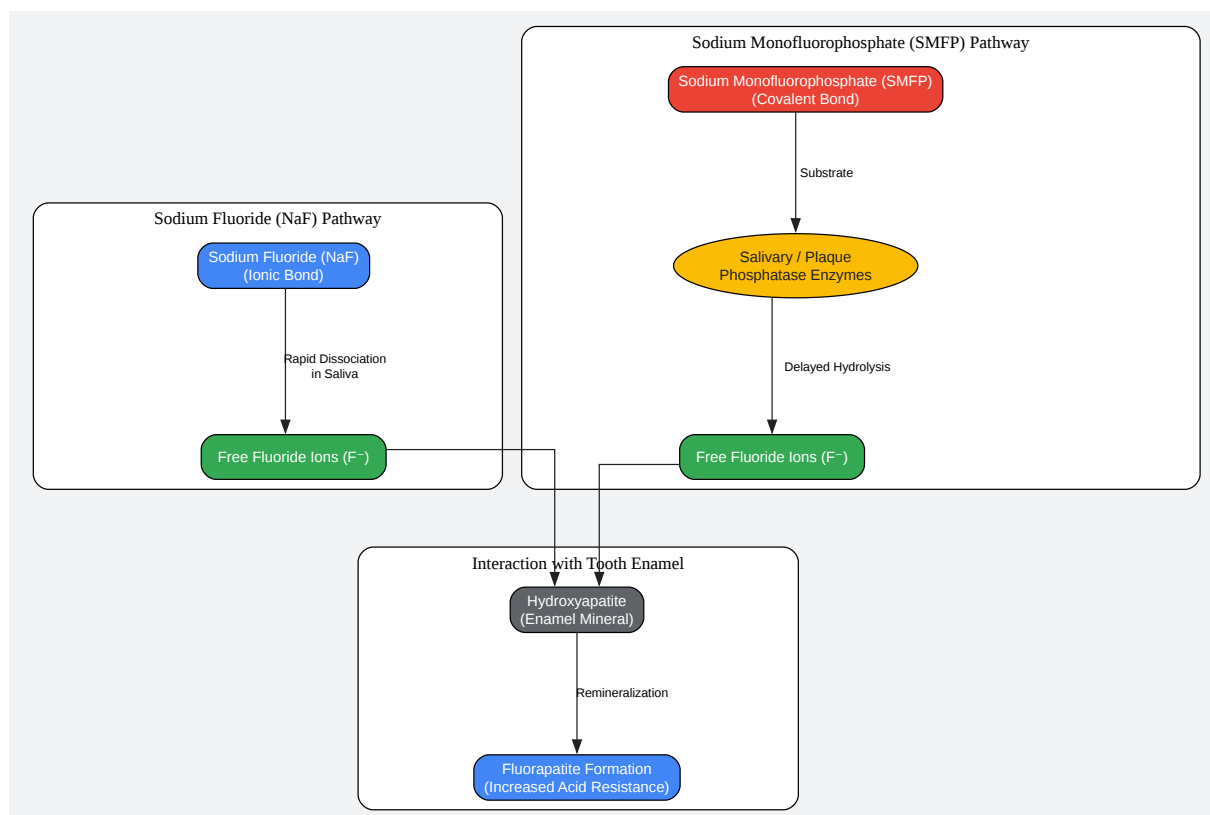 Sodium Monofluorophosphate (SMFP) Pathway
Sodium Monofluorophosphate (SMFP)
(Covalent Bond)
Substrate
Salivary / Plaque
Phosphatase Enzymes
Delayed Hydrolysis
Free Fluoride Ions (F⁻)
Sodium Fluoride (NaF) Pathway
Sodium Fluoride (NaF)
(Ionic Bond)
Rapid Dissociation
in Saliva
Free Fluoride Ions (F⁻)
Interaction with Tooth Enamel
Hydroxyapatite
(Enamel Mineral)
Remineralization
Fluorapatite Formation
(Increased Acid Resistance)